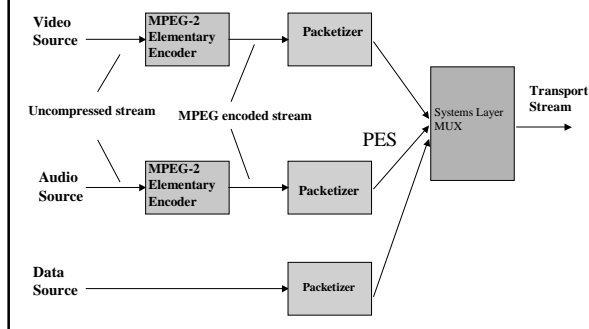 Video
Source
MPEG-2
Elementary
Encoder
Packetizer
Uncompressed stream
MPEG encoded stream
Systems Layer
MUX
Transport
Stream
PES
Audio
Source
MPEG-2
Elementary
Encoder
Packetizer
Data
Source
Packetizer